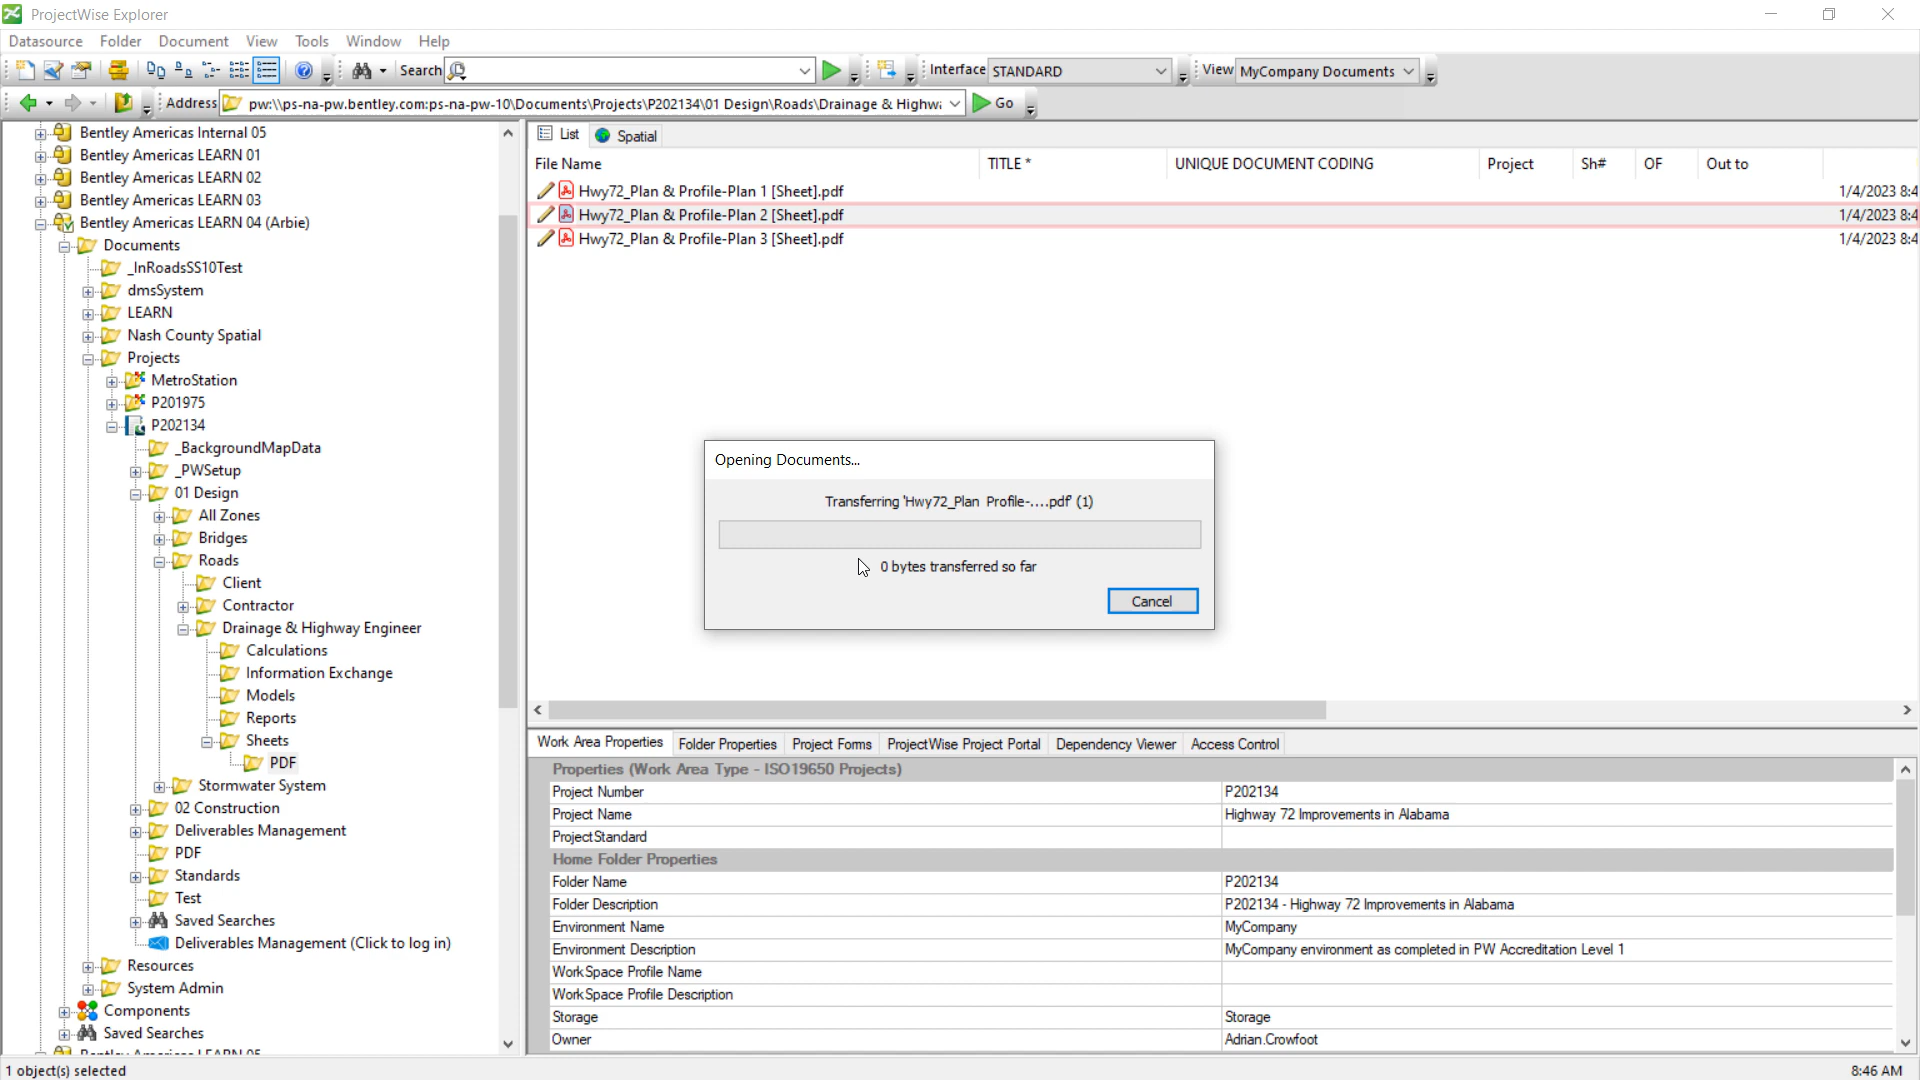 ProjectWise Explorer
Datasource Folder Document View Tools Window Help
Search Interface STANDARD View MyCompany Documents
Address pw:\\ps-na-pw.bentley.com:ps-na-pw-10\Documents\Projects\P202134\01 Design\Roads\Drainage & Highwa Go
Bentley Americas Internal 05
Bentley Americas LEARN 01
Bentley Americas LEARN 02
Bentley Americas LEARN 03
Bentley Americas LEARN 04 (Arbie)
Documents
_InRoadsSS10Test
dmsSystem
LEARN
Nash County Spatial
Projects
MetroStation
P201975
P202134
_BackgroundMapData
_PWSetup
01 Design
All Zones
Bridges
Roads
Client
Contractor
Drainage & Highway Engineer
Calculations
Information Exchange
Models
Reports
Sheets
PDF
Stormwater System
02 Construction
Deliverables Management
PDF
Standards
Test
Saved Searches
Deliverables Management (Click to log in)
Resources
System Admin
Components
Saved Searches
Bentley Americas LEARN 05
List Spatial
File Name TITLE * UNIQUE DOCUMENT CODING Project Sh# OF Out to
Hwy72_Plan & Profile-Plan 1 [Sheet].pdf 1/4/2023 8:4
Hwy72_Plan & Profile-Plan 2 [Sheet].pdf 1/4/2023 8:4
Hwy72_Plan & Profile-Plan 3 [Sheet].pdf 1/4/2023 8:4
Opening Documents...
Transferring 'Hwy72_Plan Profile-....pdf' (1)
0 bytes transferred so far
Cancel
Work Area Properties Folder Properties Project Forms ProjectWise Project Portal Dependency Viewer Access Control
Properties (Work Area Type - ISO19650 Projects)
Project Number P202134
Project Name Highway 72 Improvements in Alabama
ProjectStandard
Home Folder Properties
Folder Name P202134
Folder Description P202134 - Highway 72 Improvements in Alabama
Environment Name MyCompany
Environment Description MyCompany environment as completed in PW Accreditation Level 1
WorkSpace Profile Name
WorkSpace Profile Description
Storage Storage
Owner Adrian.Crowfoot
1 object(s) selected 8:46 AM